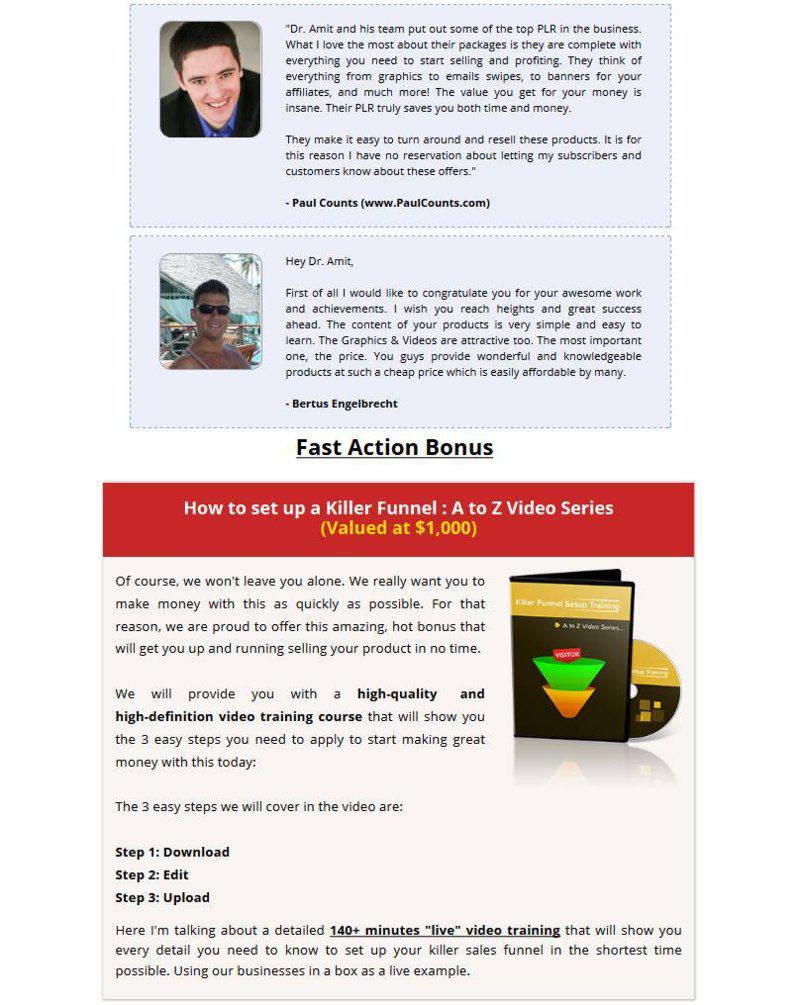 "Dr. Amit and his team put out some of the top PLR in the business.
What I love the most about their packages is they are complete with
everything you need to start selling and profiting. They think of
everything from graphics to emails swipes, to banners for your
affiliates, and much more! The value you get for your money is
insane. Their PLR truly saves you both time and money.
They make it easy to turn around and resell these products. It is for
this reason I have no reservation about letting my subscribers and
customers know about these offers."
- Paul Counts (www.PaulCounts.com)
Hey Dr. Amit,
First of all I would like to congratulate you for your awesome work
and achievements. I wish you reach heights and great success
ahead. The content of your products is very simple and easy to
learn. The Graphics & Videos are attractive too. The most important
one, the price. You guys provide wonderful and knowledgeable
products at such a cheap price which is easily affordable by many.
- Bertus Engelbrecht
Fast Action Bonus
How to set up a Killer Funnel : A to Z Video Series
(Valued at $1,000)
Of course, we won't leave you alone. We really want you to
make money with this as quickly as possible. For that
reason, we are proud to offer this amazing, hot bonus that
will get you up and running selling your product in no time.
We will provide you with a high-quality and
high-definition video training course that will show you
the 3 easy steps you need to apply to start making great
money with this today:
The 3 easy steps we will cover in the video are:
Step 1: Download
Step 2: Edit
Step 3: Upload
Killer Funnel Setup Training
A to Z Video Series...
VISITOR
Setup Training
Here I'm talking about a detailed 140+ minutes "live" video training that will show you
every detail you need to know to set up your killer sales funnel in the shortest time
possible. Using our businesses in a box as a live example.